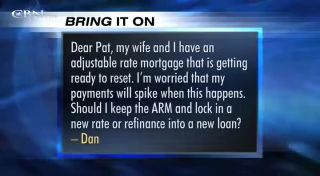 CBN
BRING IT ON
Dear Pat, my wife and I have an
adjustable rate mortgage that is getting
ready to reset. I'm worried that my
payments will spike when this happens.
Should I keep the ARM and lock in a
new rate or refinance into a new loan?
– Dan